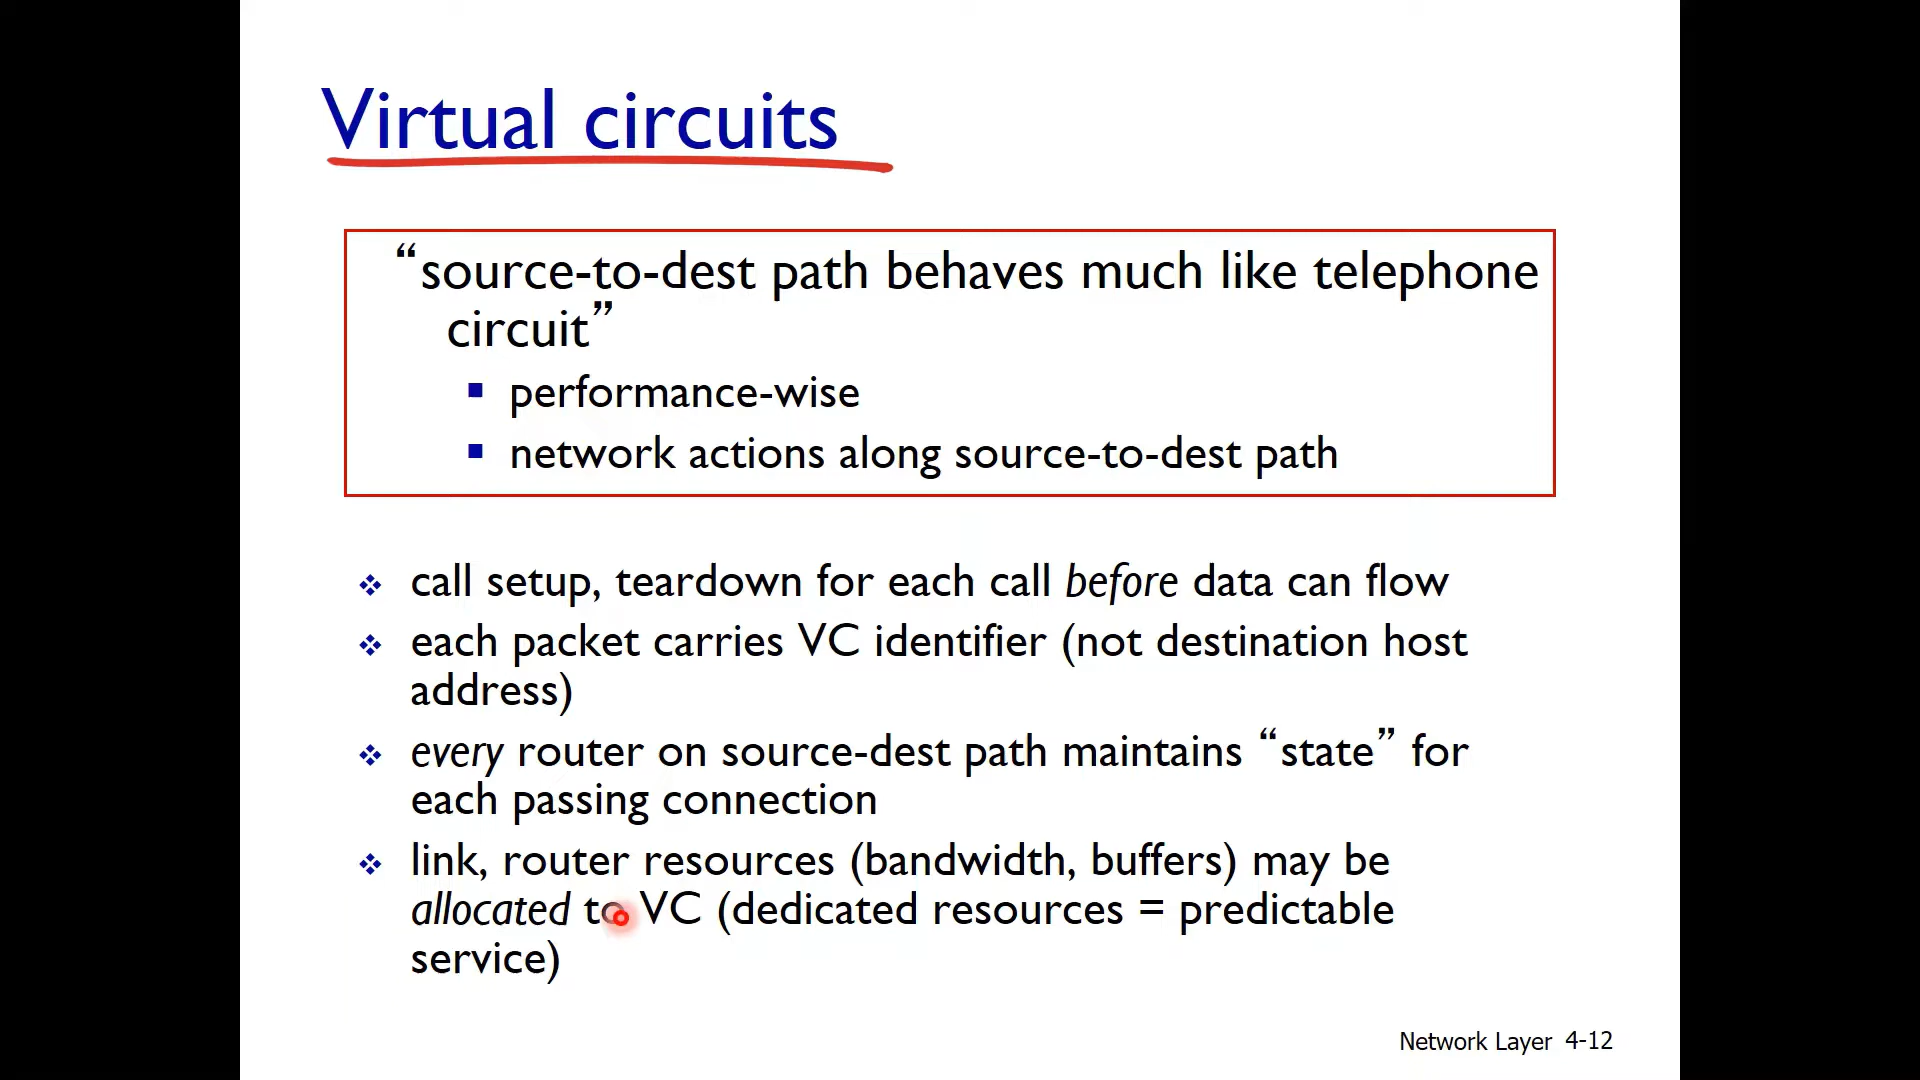 Virtual circuits
“source-to-dest path behaves much like telephone
circuit”
▪ performance-wise
▪ network actions along source-to-dest path
❖ call setup, teardown for each call before data can flow
❖ each packet carries VC identifier (not destination host
address)
❖ every router on source-dest path maintains “state” for
each passing connection
❖ link, router resources (bandwidth, buffers) may be
allocated to VC (dedicated resources = predictable
service)
Network Layer 4-12